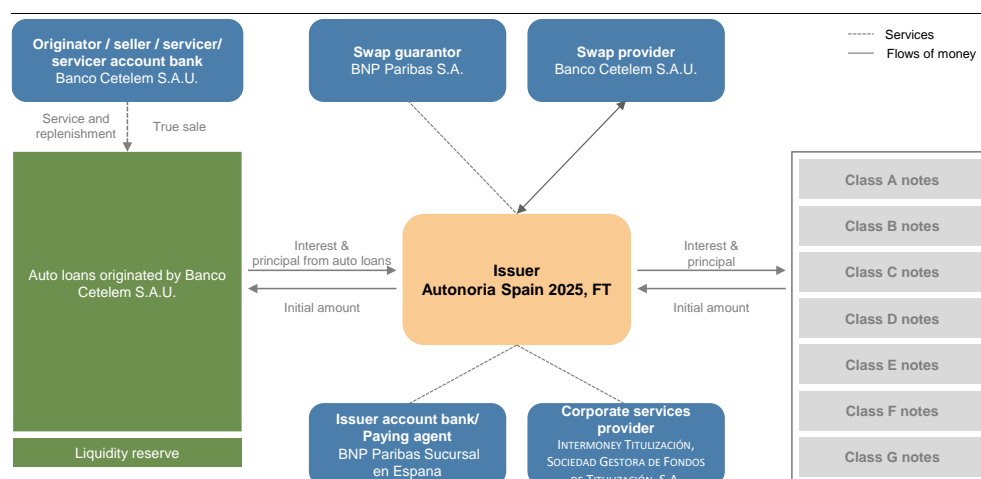 Originator / seller / servicer/
servicer account bank
Banco Cetelem S.A.U.
Swap guarantor
BNP Paribas S.A.
Swap provider
Banco Cetelem S.A.U.
Services
Flows of money
Service and
replenishment
True sale
Auto loans originated by Banco
Cetelem S.A.U.
Liquidity reserve
Interest &
principal from auto loans
Initial amount
Issuer
Autonoria Spain 2025, FT
Interest &
principal
Initial amount
Class A notes
Class B notes
Class C notes
Class D notes
Class E notes
Class F notes
Class G notes
Issuer account bank/
Paying agent
BNP Paribas Sucursal
en Espana
Corporate services
provider
INTERMONEY TITULIZACIÓN,
SOCIEDAD GESTORA DE FONDOS
DE TITULIZACIÓN, S.A.